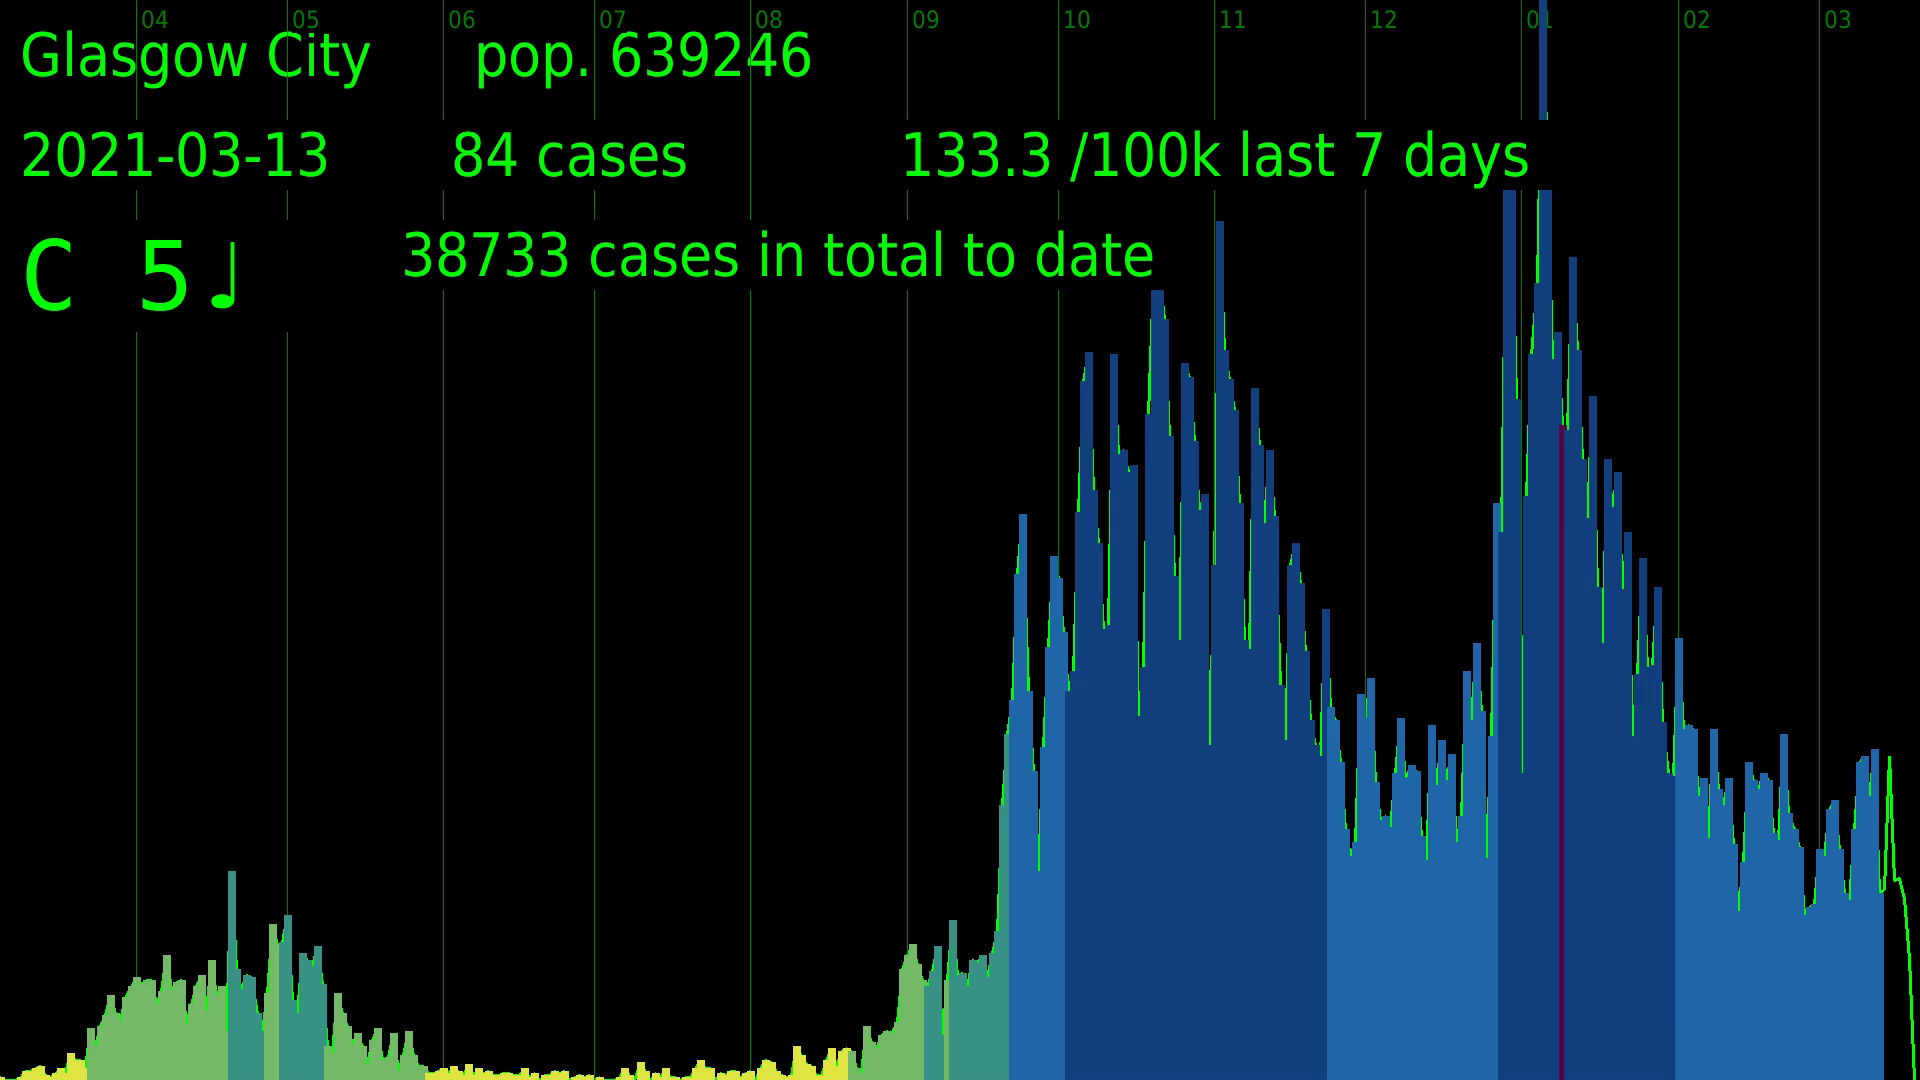 04 05 06 07 08 09 10 11 12 01 02 03
Glasgow City pop. 639246
2021-03-13 84 cases 133.3 /100k last 7 days
C 5♩ 38733 cases in total to date